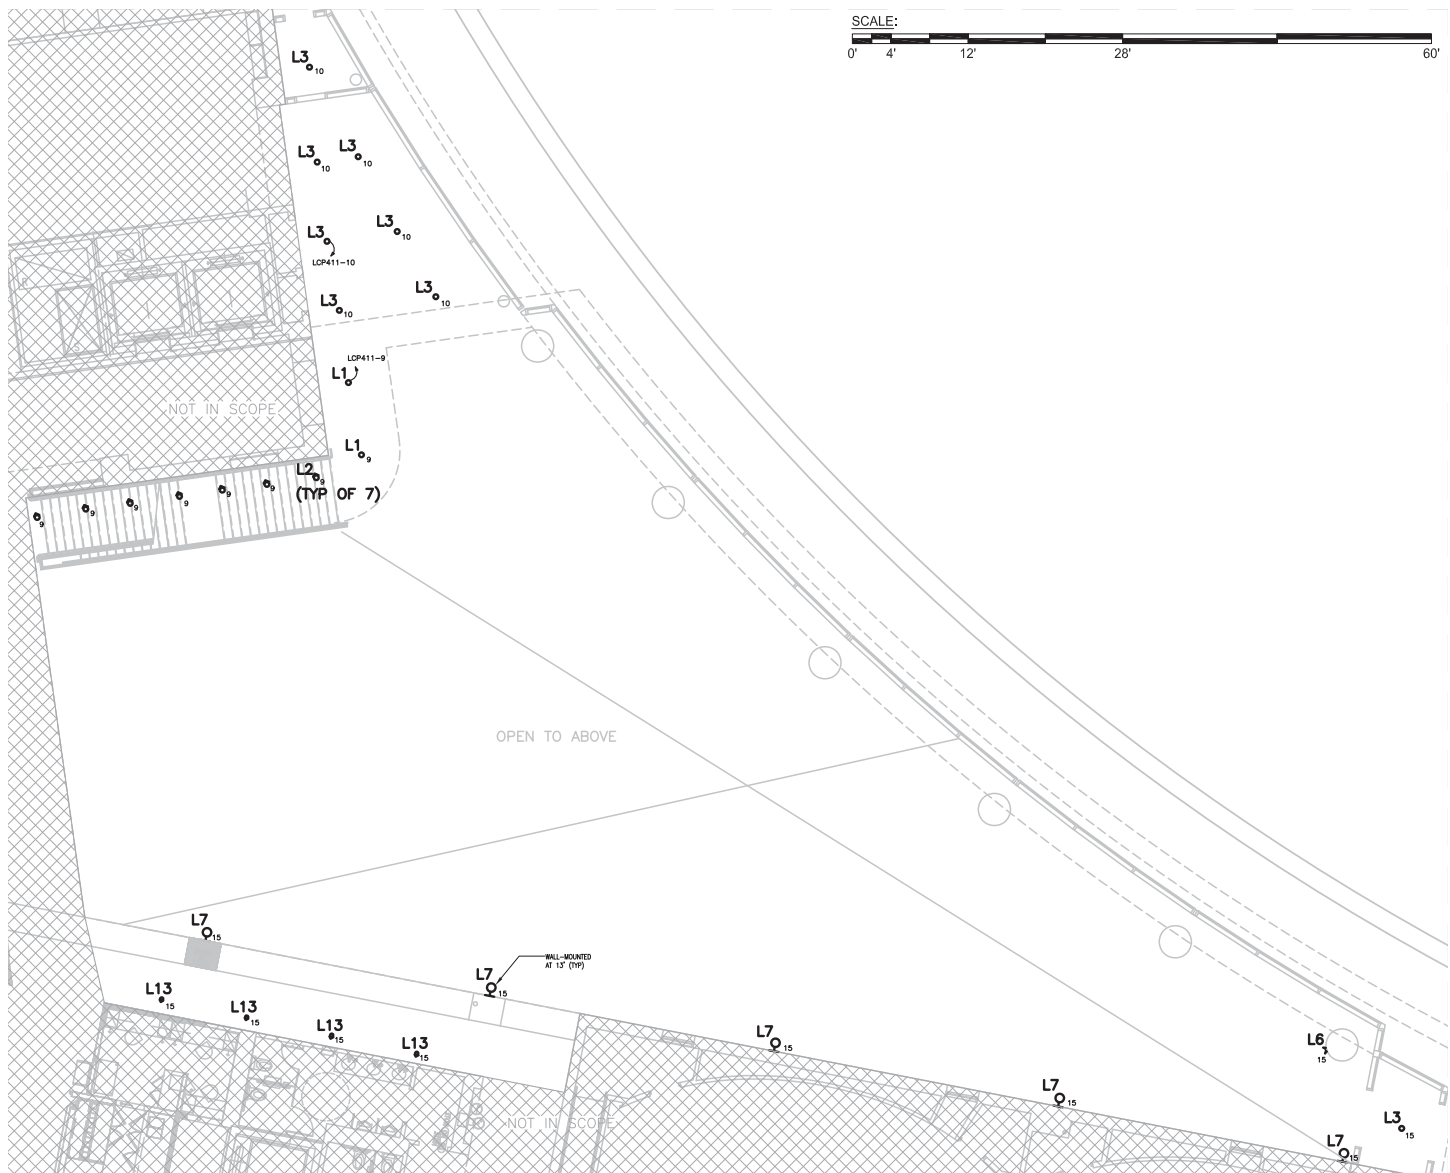 SCALE:
0' 4' 12' 28' 60'
L3
10
L3
10
L3
10
L3
10
L3
LCP411-10
L3
10
L3
10
LCP411-9
L1
NOT IN SCOPE
L1
9
L2
9
(TYP OF 7)
9
9
9
9
9
9
R
S
OPEN TO ABOVE
L7
15
WALL-MOUNTED
AT 13' (TYP)
L7
15
L13
15
L13
15
L13
15
L13
15
L7
15
L6
15
L7
15
NOT IN SCOPE
L3
15
L7
15